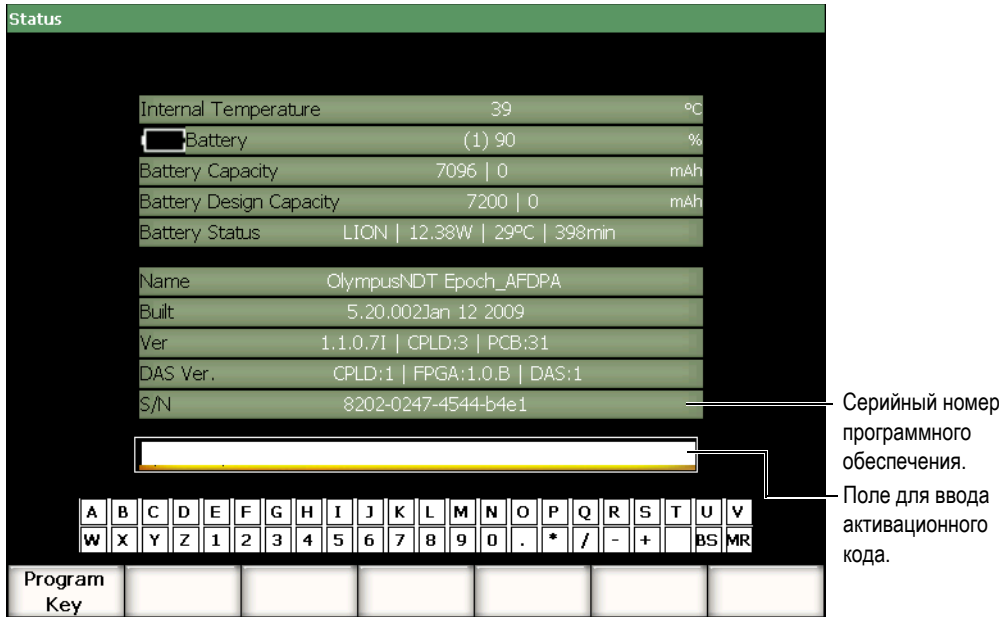 Status
Internal Temperature 39 ºC
Battery (1) 90 %
Battery Capacity 7096 | 0 mAh
Battery Design Capacity 7200 | 0 mAh
Battery Status LION | 12.38W | 29ºC | 398min
Name OlympusNDT Epoch_AFDPA
Built 5.20.002Jan 12 2009
Ver 1.1.0.7I | CPLD:3 | PCB:31
DAS Ver. CPLD:1 | FPGA:1.0.B | DAS:1
S/N 8202-0247-4544-b4e1
Серийный номер
программного
обеспечения.
Поле для ввода
активационного
кода.
A B C D E F G H I J K L M N O P Q R S T U V
W X Y Z 1 2 3 4 5 6 7 8 9 0 . * / - + BS MR
Program
Key